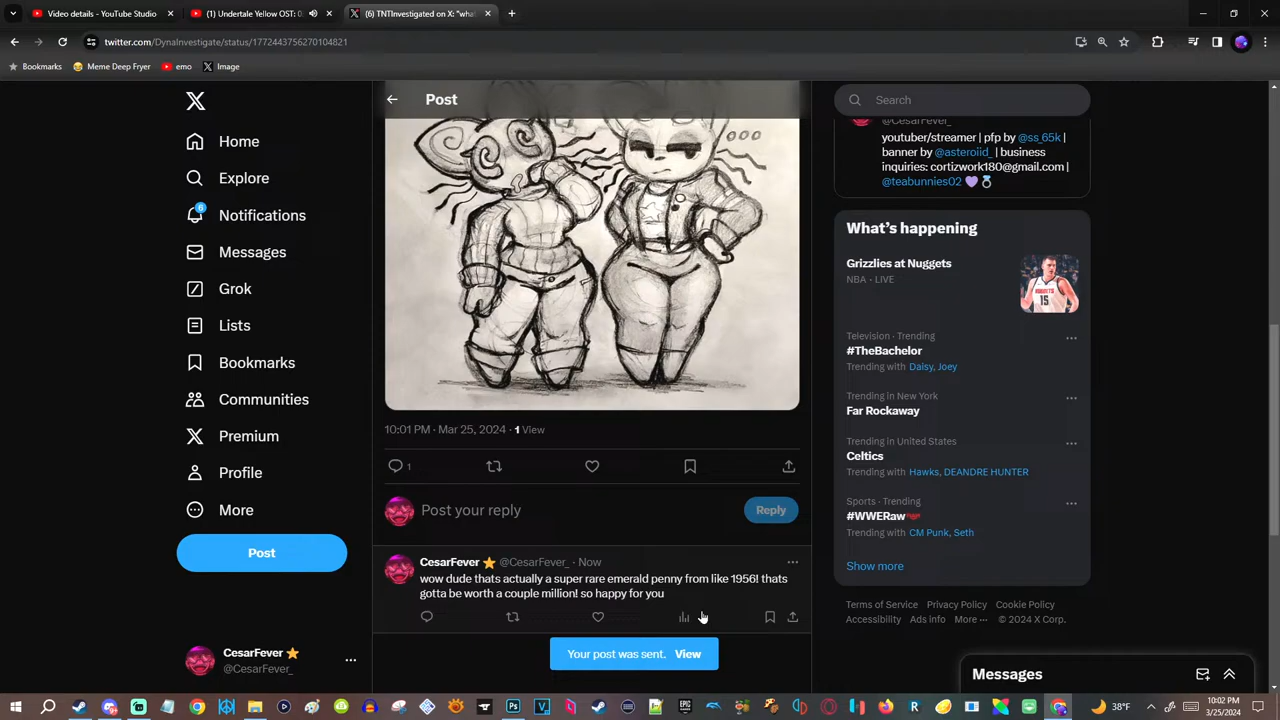 Video details - YouTube Studio
(1) Undertale Yellow OST: 0
(6) TNTInvestigated on X: "wha
twitter.com/DynaInvestigate/status/1772443756270104821
Bookmarks
Meme Deep Fryer
emo
Image
Home
Explore
6
Notifications
Messages
Grok
Lists
Bookmarks
Communities
Premium
Profile
More
Post
CesarFever
@CesarFever_
Post
10:01 PM · Mar 25, 2024 · 1 View
1
Post your reply
Reply
CesarFever @CesarFever_ · Now
wow dude thats actually a super rare emerald penny from like 1956! thats
gotta be worth a couple million! so happy for you
Your post was sent. View
Search
@CesarFever_
youtuber/streamer | pfp by @ss_65k |
banner by @asteroiid_ | business
inquiries: cortizwork180@gmail.com |
@teabunnies02
What's happening
Grizzlies at Nuggets
NBA · LIVE
Television · Trending
#TheBachelor
Trending with Daisy, Joey
Trending in New York
Far Rockaway
Trending in United States
Celtics
Trending with Hawks, DEANDRE HUNTER
Sports · Trending
#WWERaw
Trending with CM Punk, Seth
Show more
Terms of Service Privacy Policy Cookie Policy
Accessibility Ads info More ··· © 2024 X Corp.
Messages
38°F
10:02 PM
3/25/2024